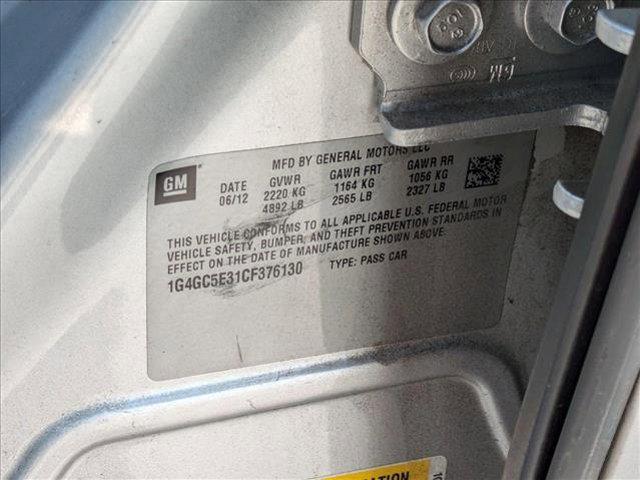 GM
MFD BY GENERAL MOTORS LLC
DATE GVWR GAWR FRT GAWR RR
06/12 2220 KG 1164 KG 1056 KG
4892 LB 2565 LB 2327 LB
THIS VEHICLE CONFORMS TO ALL APPLICABLE U.S. FEDERAL MOTOR
VEHICLE SAFETY, BUMPER, AND THEFT PREVENTION STANDARDS IN
EFFECT ON THE DATE OF MANUFACTURE SHOWN ABOVE.
1G4GC5E31CF376130 TYPE: PASS CAR